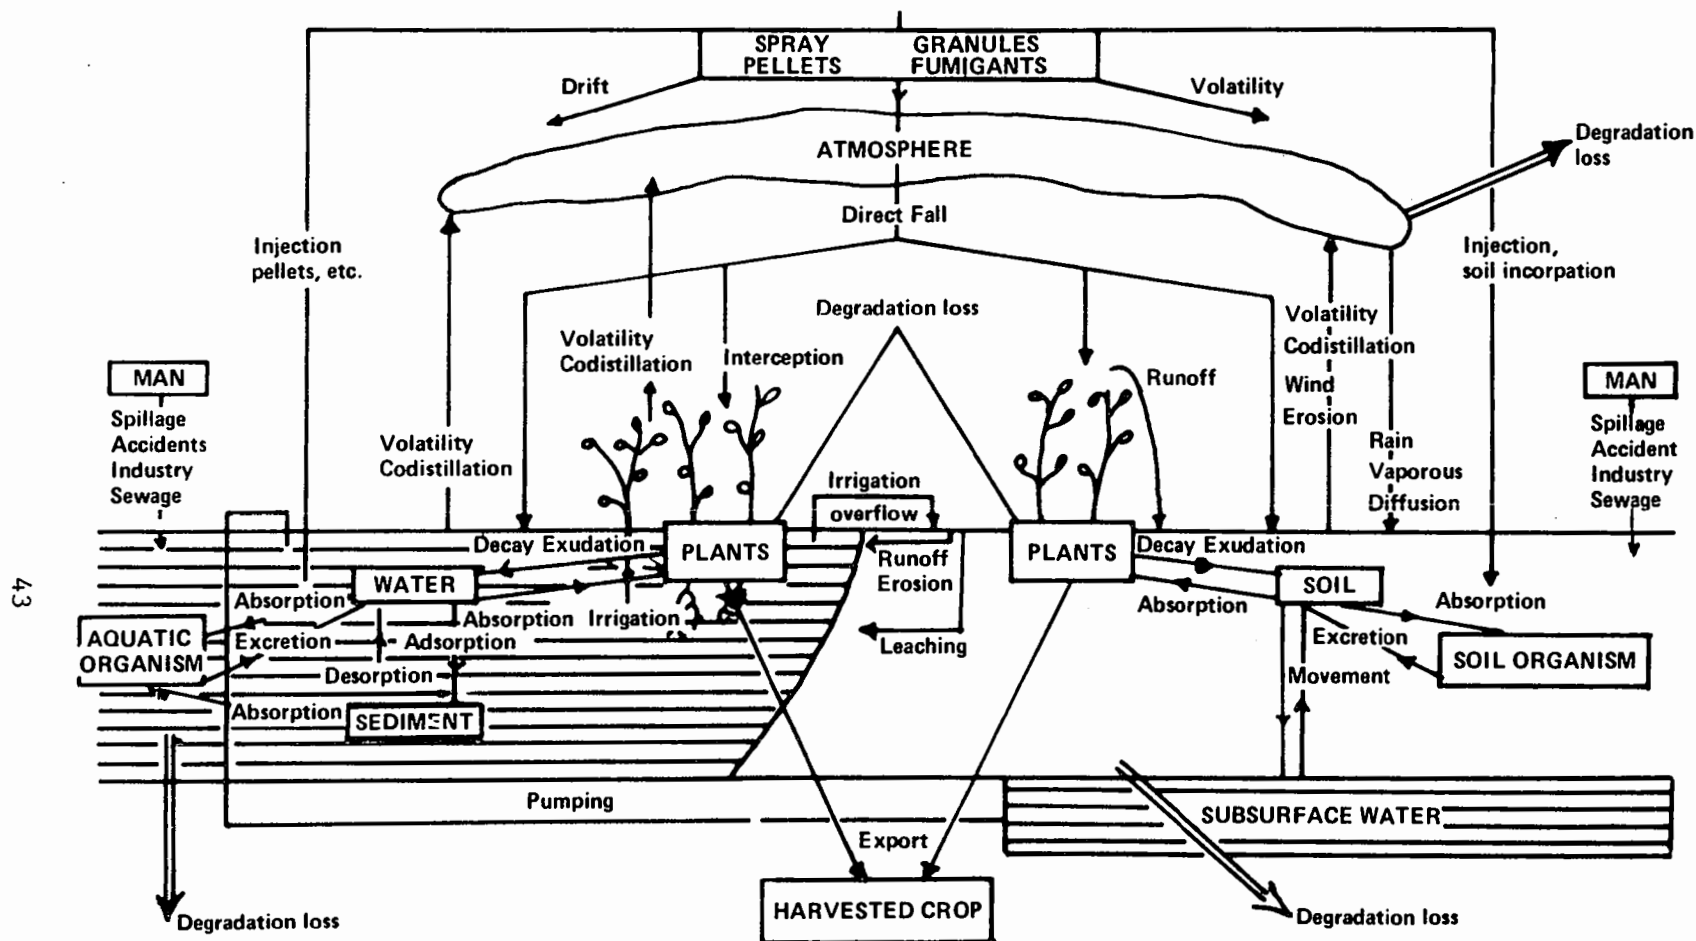 SPRAY GRANULES
PELLETS FUMIGANTS
Drift
Volatility
ATMOSPHERE
Degradation
loss
Direct Fall
Injection
pellets, etc.
Injection,
soil incorpation
Degradation loss
Volatility
Codistillation
Interception
Runoff
Volatility
Codistillation
Wind
Erosion
MAN
Spillage
Accidents
Industry
Sewage
MAN
Spillage
Accident
Industry
Sewage
Volatility
Codistillation
Rain
Vaporous
Diffusion
Irrigation
overflow
Decay Exudation
PLANTS
Runoff
Erosion
PLANTS
Decay Exudation
WATER
SOIL
Absorption
Absorption
Irrigation
Absorption
Absorption
AQUATIC
ORGANISM
Excretion
Adsorption
Leaching
Excretion
SOIL ORGANISM
Desorption
Movement
Absorption
SEDIMENT
Pumping
SUBSURFACE WATER
Export
HARVESTED CROP
Degradation loss
Degradation loss
43